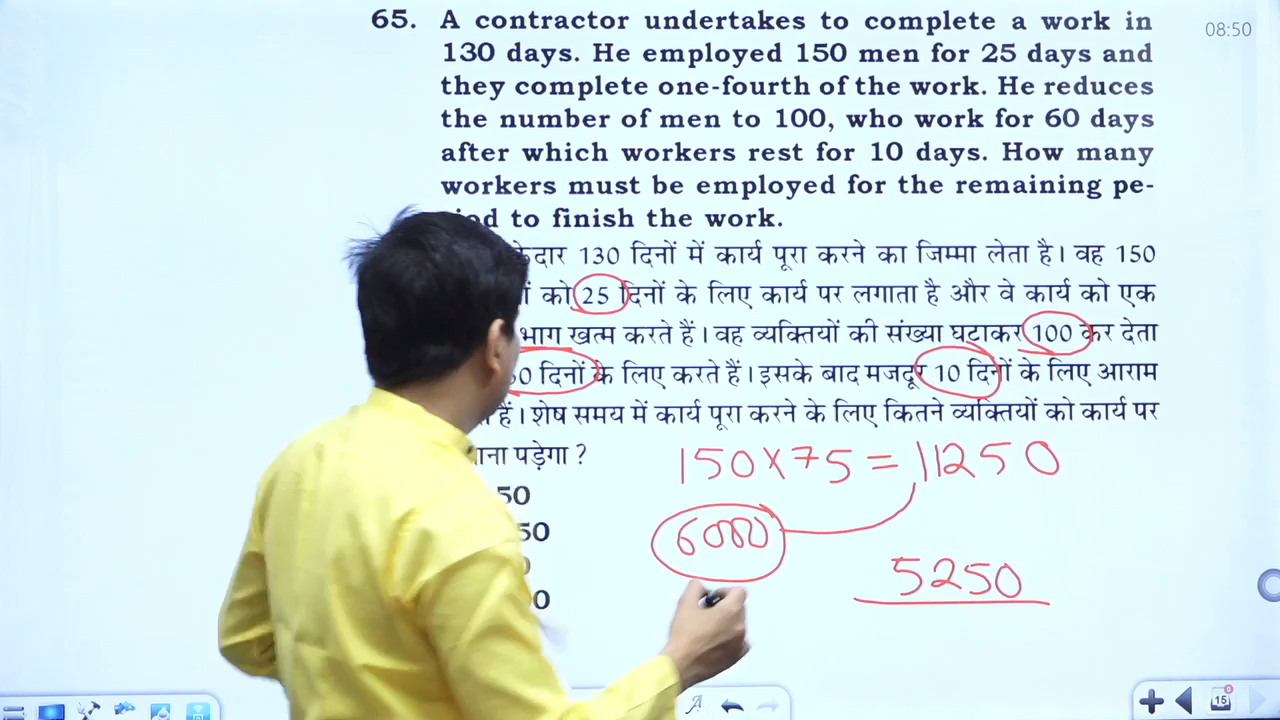 08:50
65. A contractor undertakes to complete a work in
130 days. He employed 150 men for 25 days and
they complete one-fourth of the work. He reduces
the number of men to 100, who work for 60 days
after which workers rest for 10 days. How many
workers must be employed for the remaining pe-
to finish the work.
130 दिनों में कार्य पूरा करने का जिम्मा लेता है। वह 150
को 25 दिनों के लिए कार्य पर लगाता है और वे कार्य को एक
भाग खत्म करते हैं। वह व्यक्तियों की संख्या घटाकर 100 कर देता
दिनों के लिए करते हैं। इसके बाद मजदूर 10 दिनों के लिए आराम
हैं। शेष समय में कार्य पूरा करने के लिए कितने व्यक्तियों को कार्य पर
पड़ेगा ?
150×75 = 11250
6000
5250
15